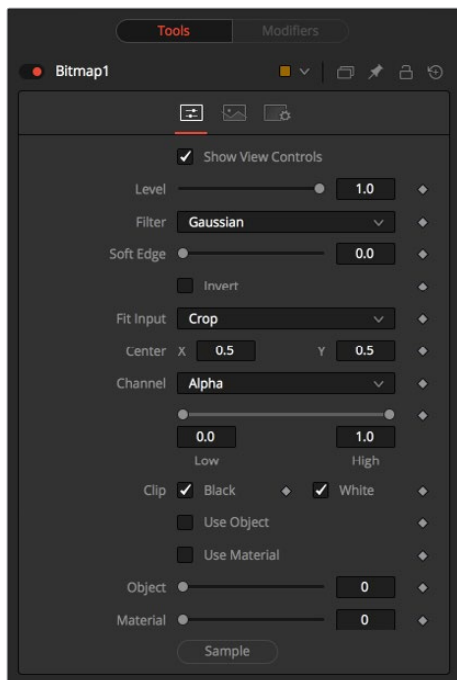 Tools Modifiers
Bitmap1
Show View Controls
Level 1.0
Filter Gaussian
Soft Edge 0.0
Invert
Fit Input Crop
Center X 0.5 Y 0.5
Channel Alpha
0.0 1.0
Low High
Clip Black White
Use Object
Use Material
Object 0
Material 0
Sample